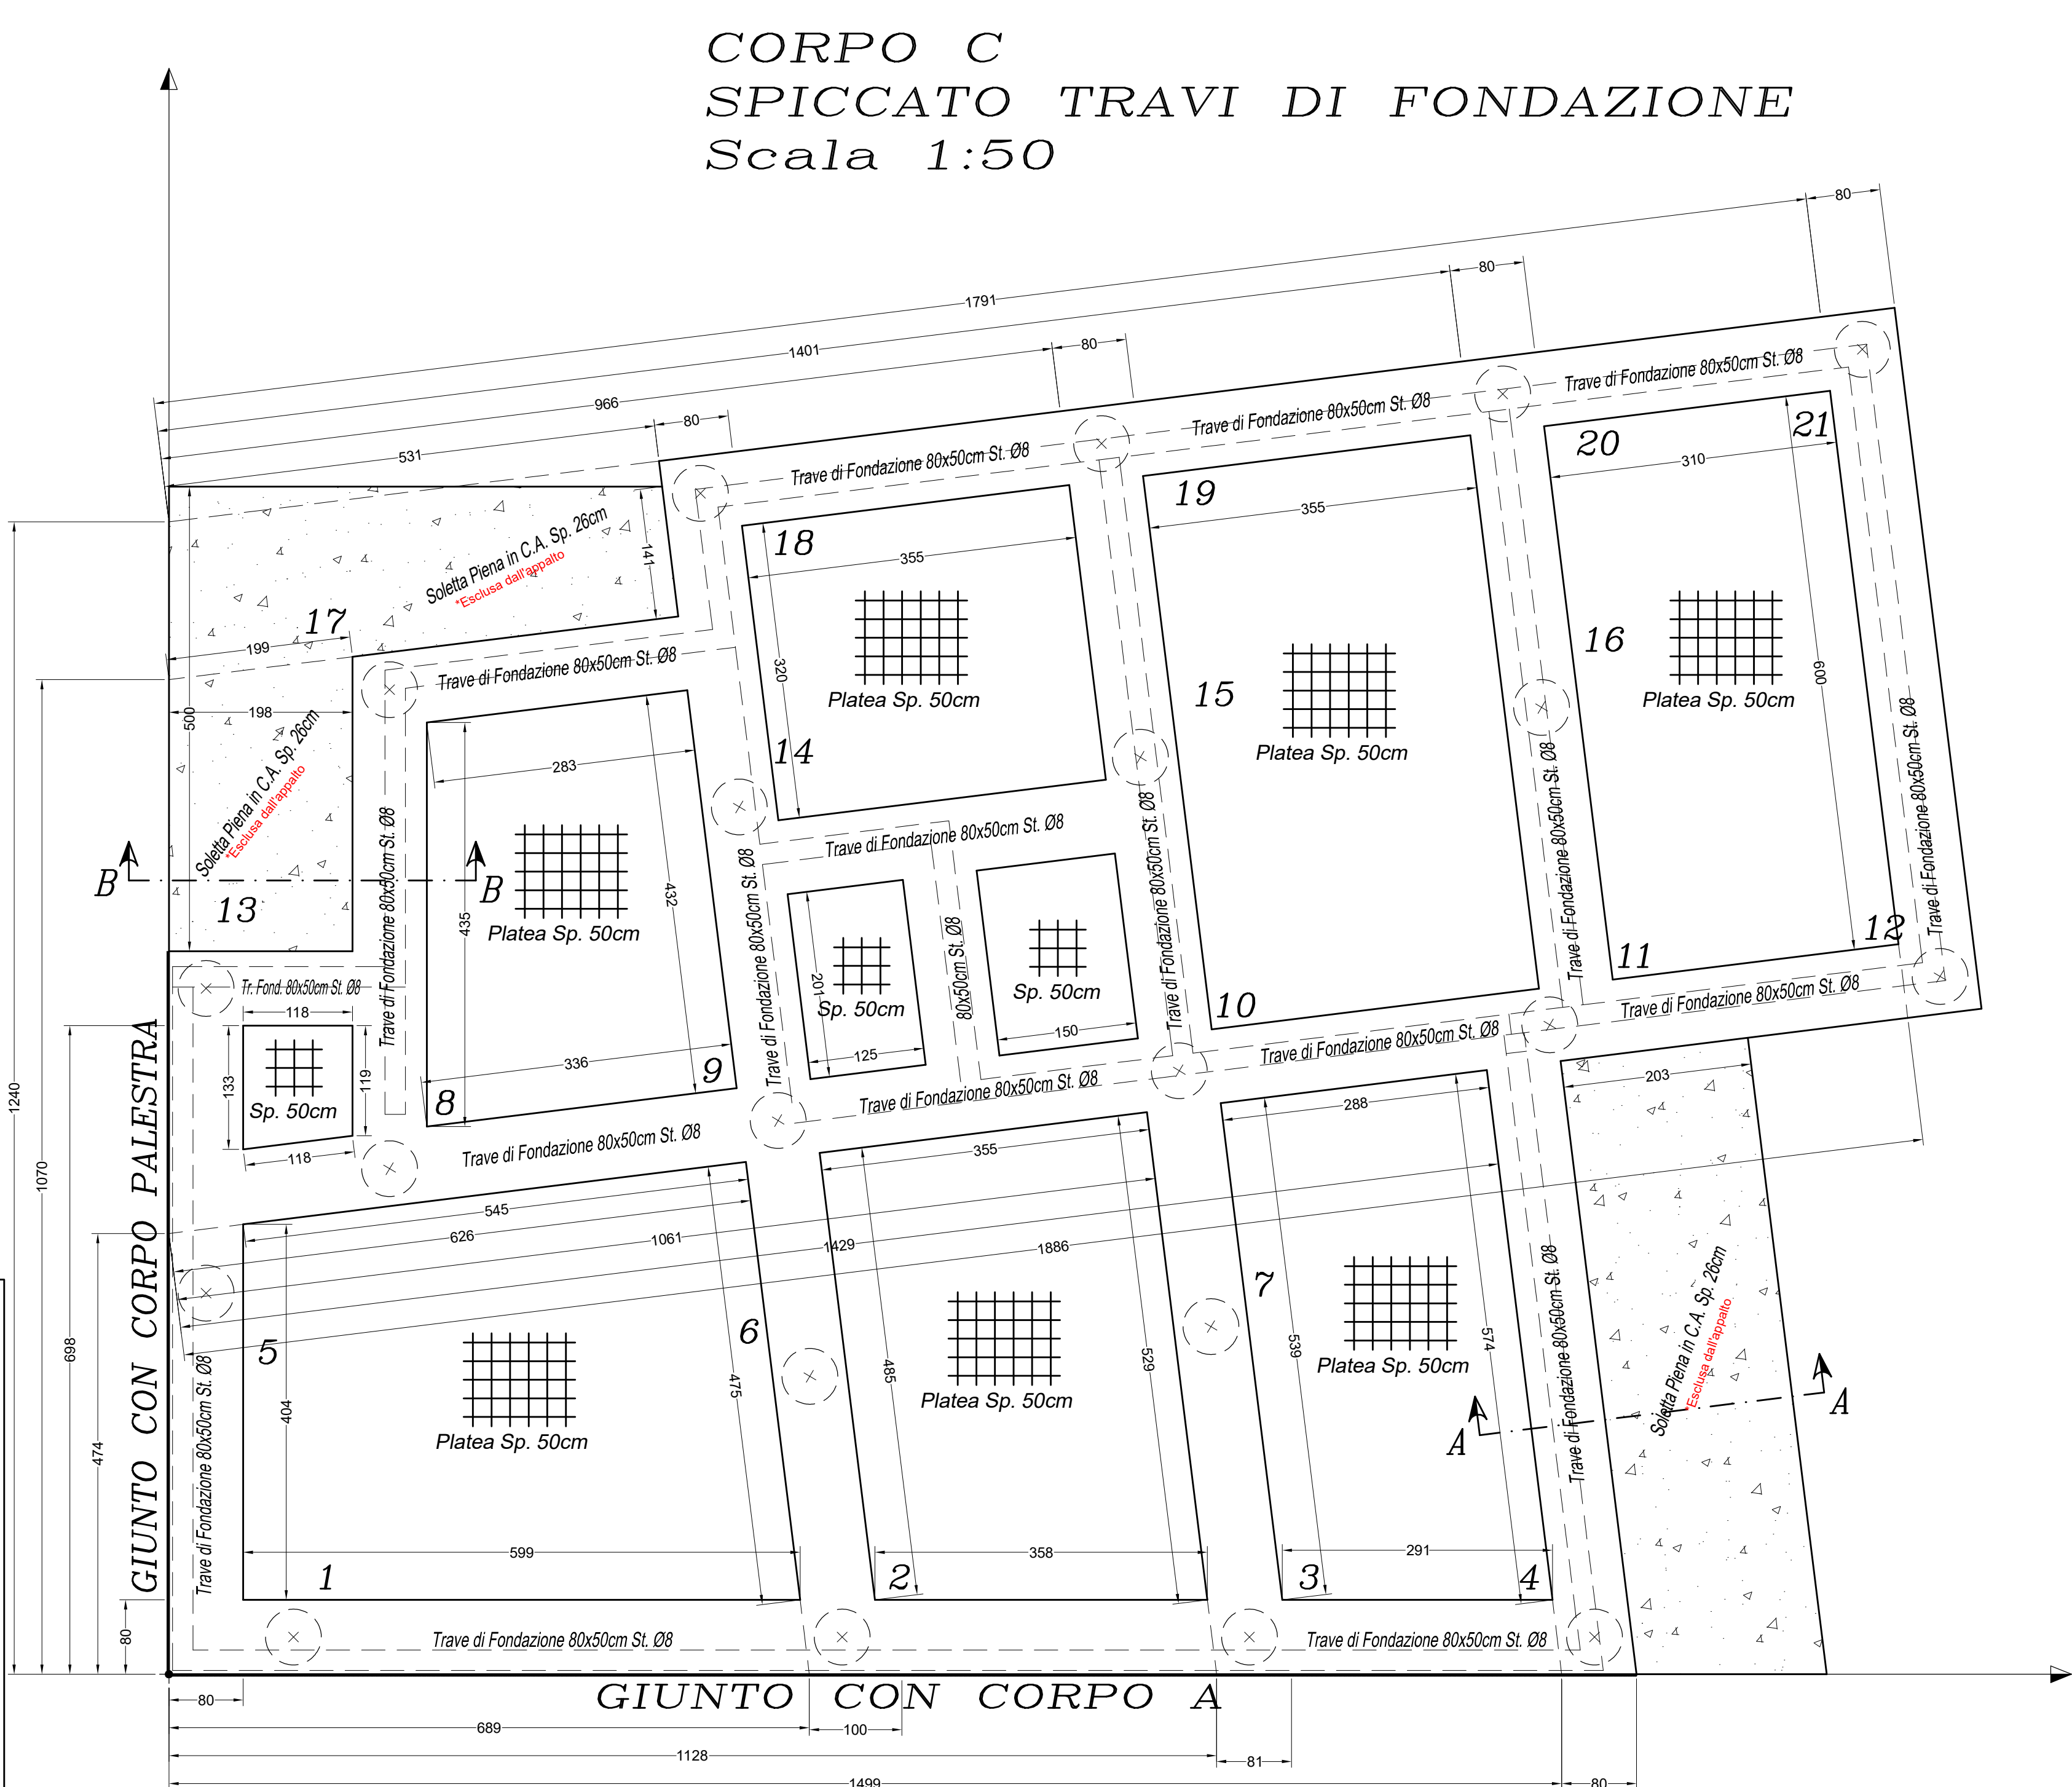 CORPO C
SPICCATO TRAVI DI FONDAZIONE
Scala 1:50
80
1791
80
1401
80
966
80
531
Trave di Fondazione 80x50cm St. Ø8
Trave di Fondazione 80x50cm St. Ø8
Trave di Fondazione 80x50cm St. Ø8
20
21
310
19
355
18
355
141
Soletta Piena in C.A. Sp. 26cm
*Esclusa dall'appalto
17
199
198
500
Trave di Fondazione 80x50cm St. Ø8
320
Platea Sp. 50cm
15
Platea Sp. 50cm
16
Platea Sp. 50cm
600
14
283
432
435
Soletta Piena in C.A. Sp. 26cm
*Esclusa dall'appalto
Trave di Fondazione 80x50cm St. Ø8
B
B
13
Platea Sp. 50cm
Trave di Fondazione 80x50cm St. Ø8
Trave di Fondazione 80x50cm St. Ø8
201
Sp. 50cm
125
80x50cm St. Ø8
Sp. 50cm
150
Trave di Fondazione 80x50cm St. Ø8
Trave di Fondazione 80x50cm St. Ø8
Trave di Fondazione 80x50cm St. Ø8
10
11
12
Tr. Fond. 80x50cm St. Ø8
118
133
119
Sp. 50cm
118
336
8
9
Trave di Fondazione 80x50cm St. Ø8
Trave di Fondazione 80x50cm St. Ø8
Trave di Fondazione 80x50cm St. Ø8
Trave di Fondazione 80x50cm St. Ø8
203
288
355
545
626
1061
1429
1886
1240
1070
698
474
80
GIUNTO CON CORPO PALESTRA
5
6
7
404
475
485
529
539
574
Platea Sp. 50cm
Platea Sp. 50cm
Platea Sp. 50cm
Trave di Fondazione 80x50cm St. Ø8
Trave di Fondazione 80x50cm St. Ø8
Soletta Piena in C.A. Sp. 26cm
*Esclusa dall'appalto
A
A
599
358
291
1
2
3
4
Trave di Fondazione 80x50cm St. Ø8
Trave di Fondazione 80x50cm St. Ø8
GIUNTO CON CORPO A
80
689
100
1128
81
1499
80